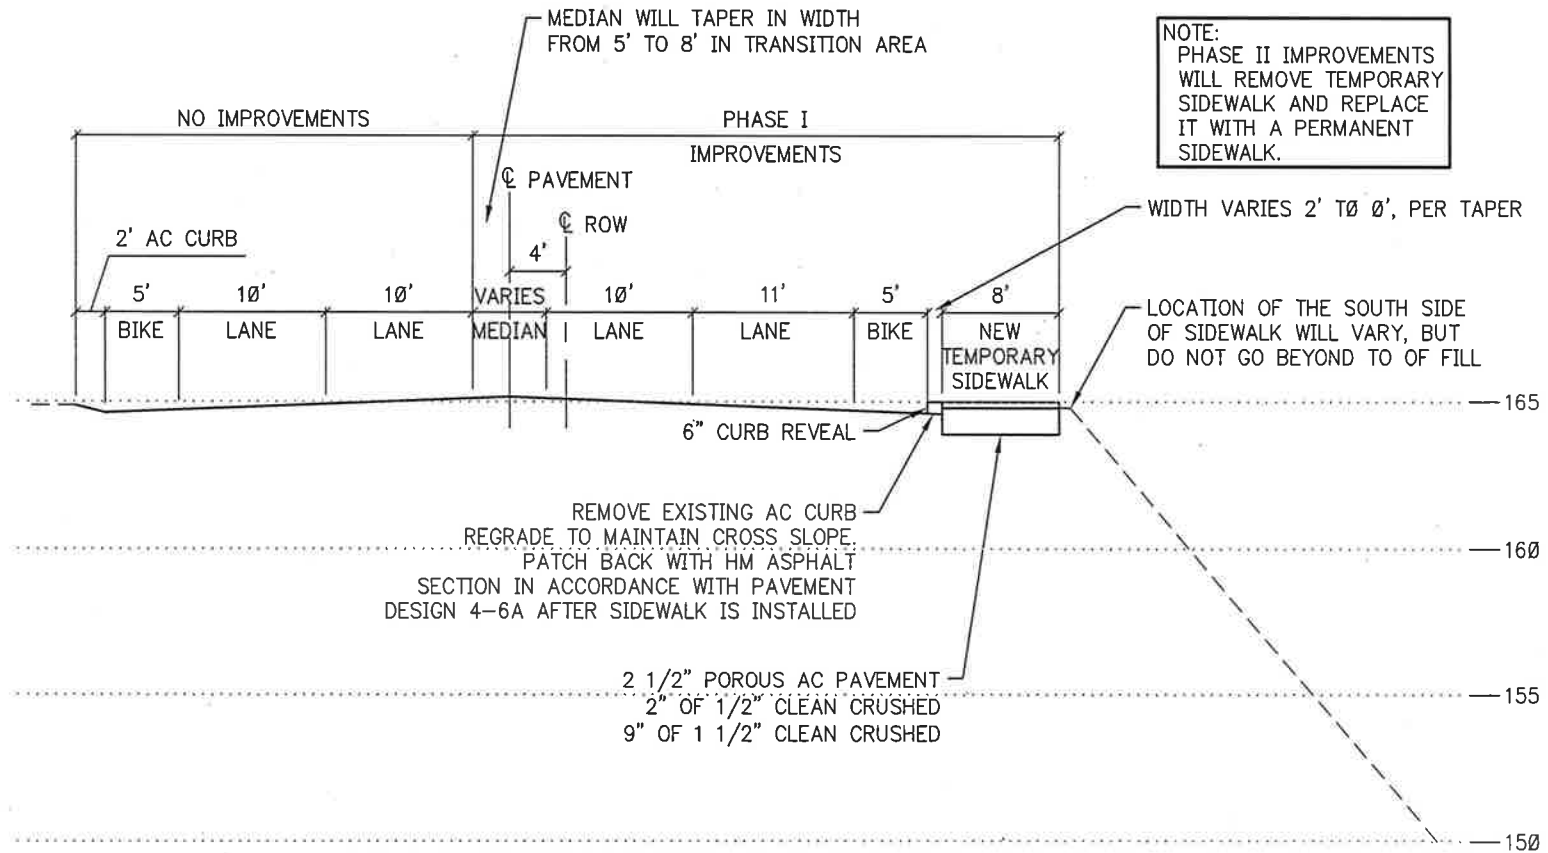 MEDIAN WILL TAPER IN WIDTH
FROM 5' TO 8' IN TRANSITION AREA
NOTE:
PHASE II IMPROVEMENTS
WILL REMOVE TEMPORARY
SIDEWALK AND REPLACE
IT WITH A PERMANENT
SIDEWALK.
NO IMPROVEMENTS
PHASE I
IMPROVEMENTS
℄ PAVEMENT
℄ ROW
WIDTH VARIES 2' TØ Ø', PER TAPER
2' AC CURB
4'
5'
BIKE
1Ø'
LANE
1Ø'
LANE
VARIES
MEDIAN
1Ø'
LANE
11'
LANE
5'
BIKE
8'
NEW
TEMPORARY
SIDEWALK
LOCATION OF THE SOUTH SIDE
OF SIDEWALK WILL VARY, BUT
DO NOT GO BEYOND TO OF FILL
165
6" CURB REVEAL
REMOVE EXISTING AC CURB
REGRADE TO MAINTAIN CROSS SLOPE.
PATCH BACK WITH HM ASPHALT
SECTION IN ACCORDANCE WITH PAVEMENT
DESIGN 4-6A AFTER SIDEWALK IS INSTALLED
16Ø
2 1/2" POROUS AC PAVEMENT
2" OF 1/2" CLEAN CRUSHED
9" OF 1 1/2" CLEAN CRUSHED
155
15Ø